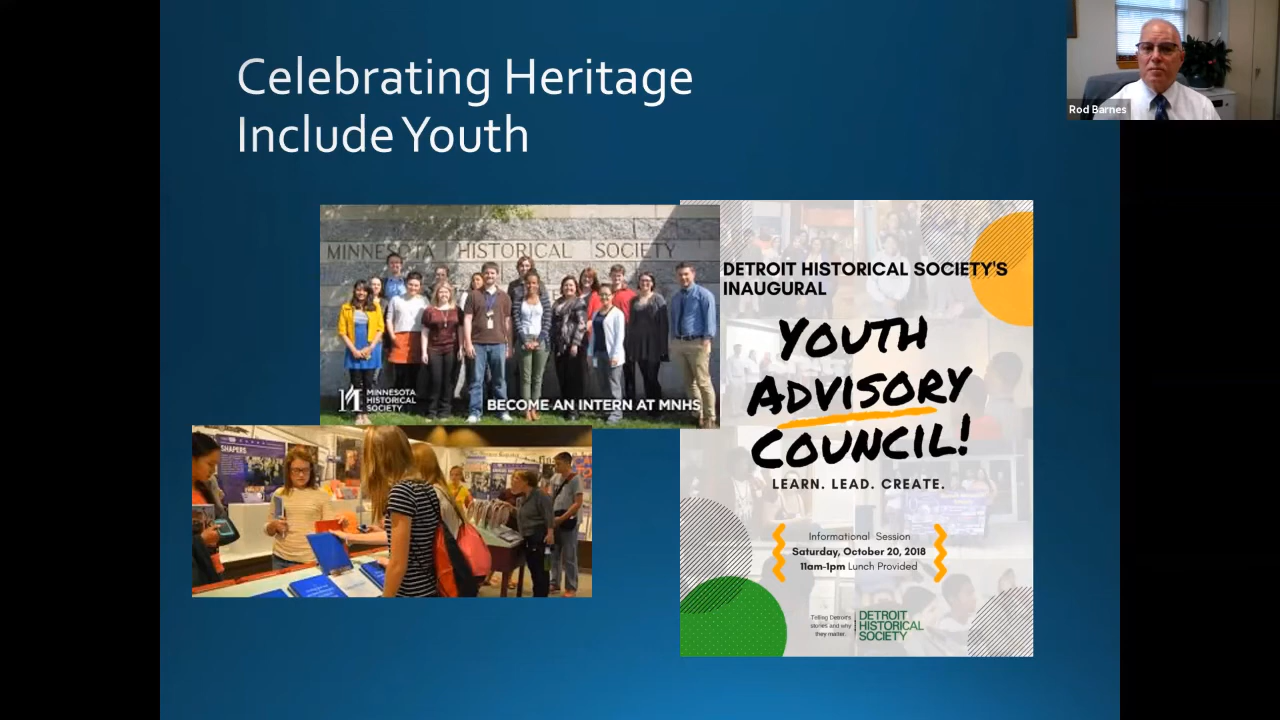 Celebrating Heritage
Include Youth
Rod Barnes
MINNESOTA HISTORICAL SOCIETY
MINNESOTA
HISTORICAL
SOCIETY
BECOME AN INTERN AT MNHS
SHAPERS
DETROIT HISTORICAL SOCIETY'S
INAUGURAL
YOUTH
ADVISORY
COUNCIL!
LEARN. LEAD. CREATE.
Informational Session
Saturday, October 20, 2018
11am-1pm Lunch Provided
Telling Detroit's
stories and why
they matter.
DETROIT
HISTORICAL
SOCIETY